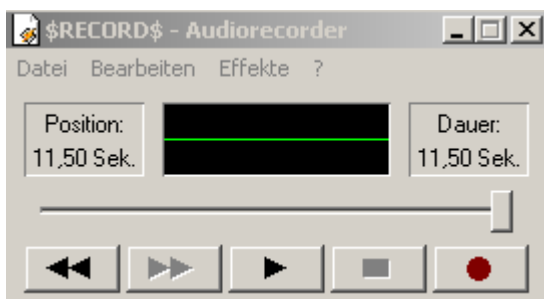 $RECORD$ - Audiorecorder
Datei Bearbeiten Effekte ?
Position:
11,50 Sek.
Dauer:
11,50 Sek.